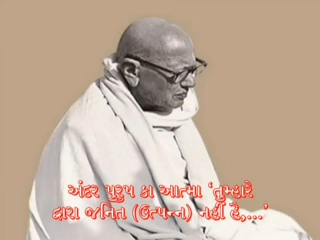 અંદર પૂરુષ કા આત્મા 'તુમ્હારે
દ્વારા જનિત (ઉત્પન્ન) નહીં હૈ,...'